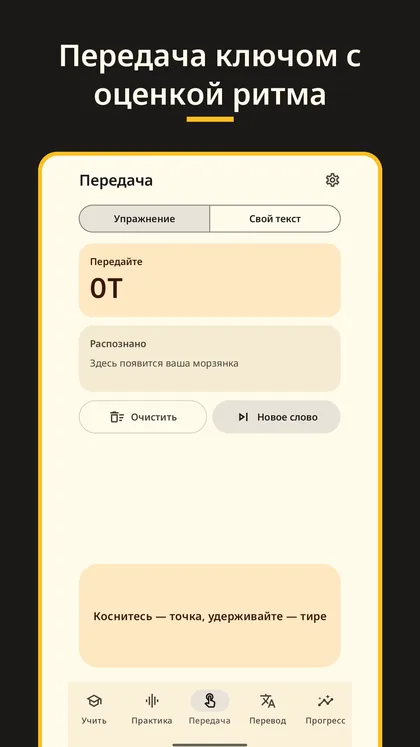 Передача ключом с
оценкой ритма
Передача
Упражнение
Свой текст
Передайте
ОТ
Распознано
Здесь появится ваша морзянка
Очистить
Новое слово
Коснитесь — точка, удерживайте — тире
Учить
Практика
Передача
Перевод
Прогресс